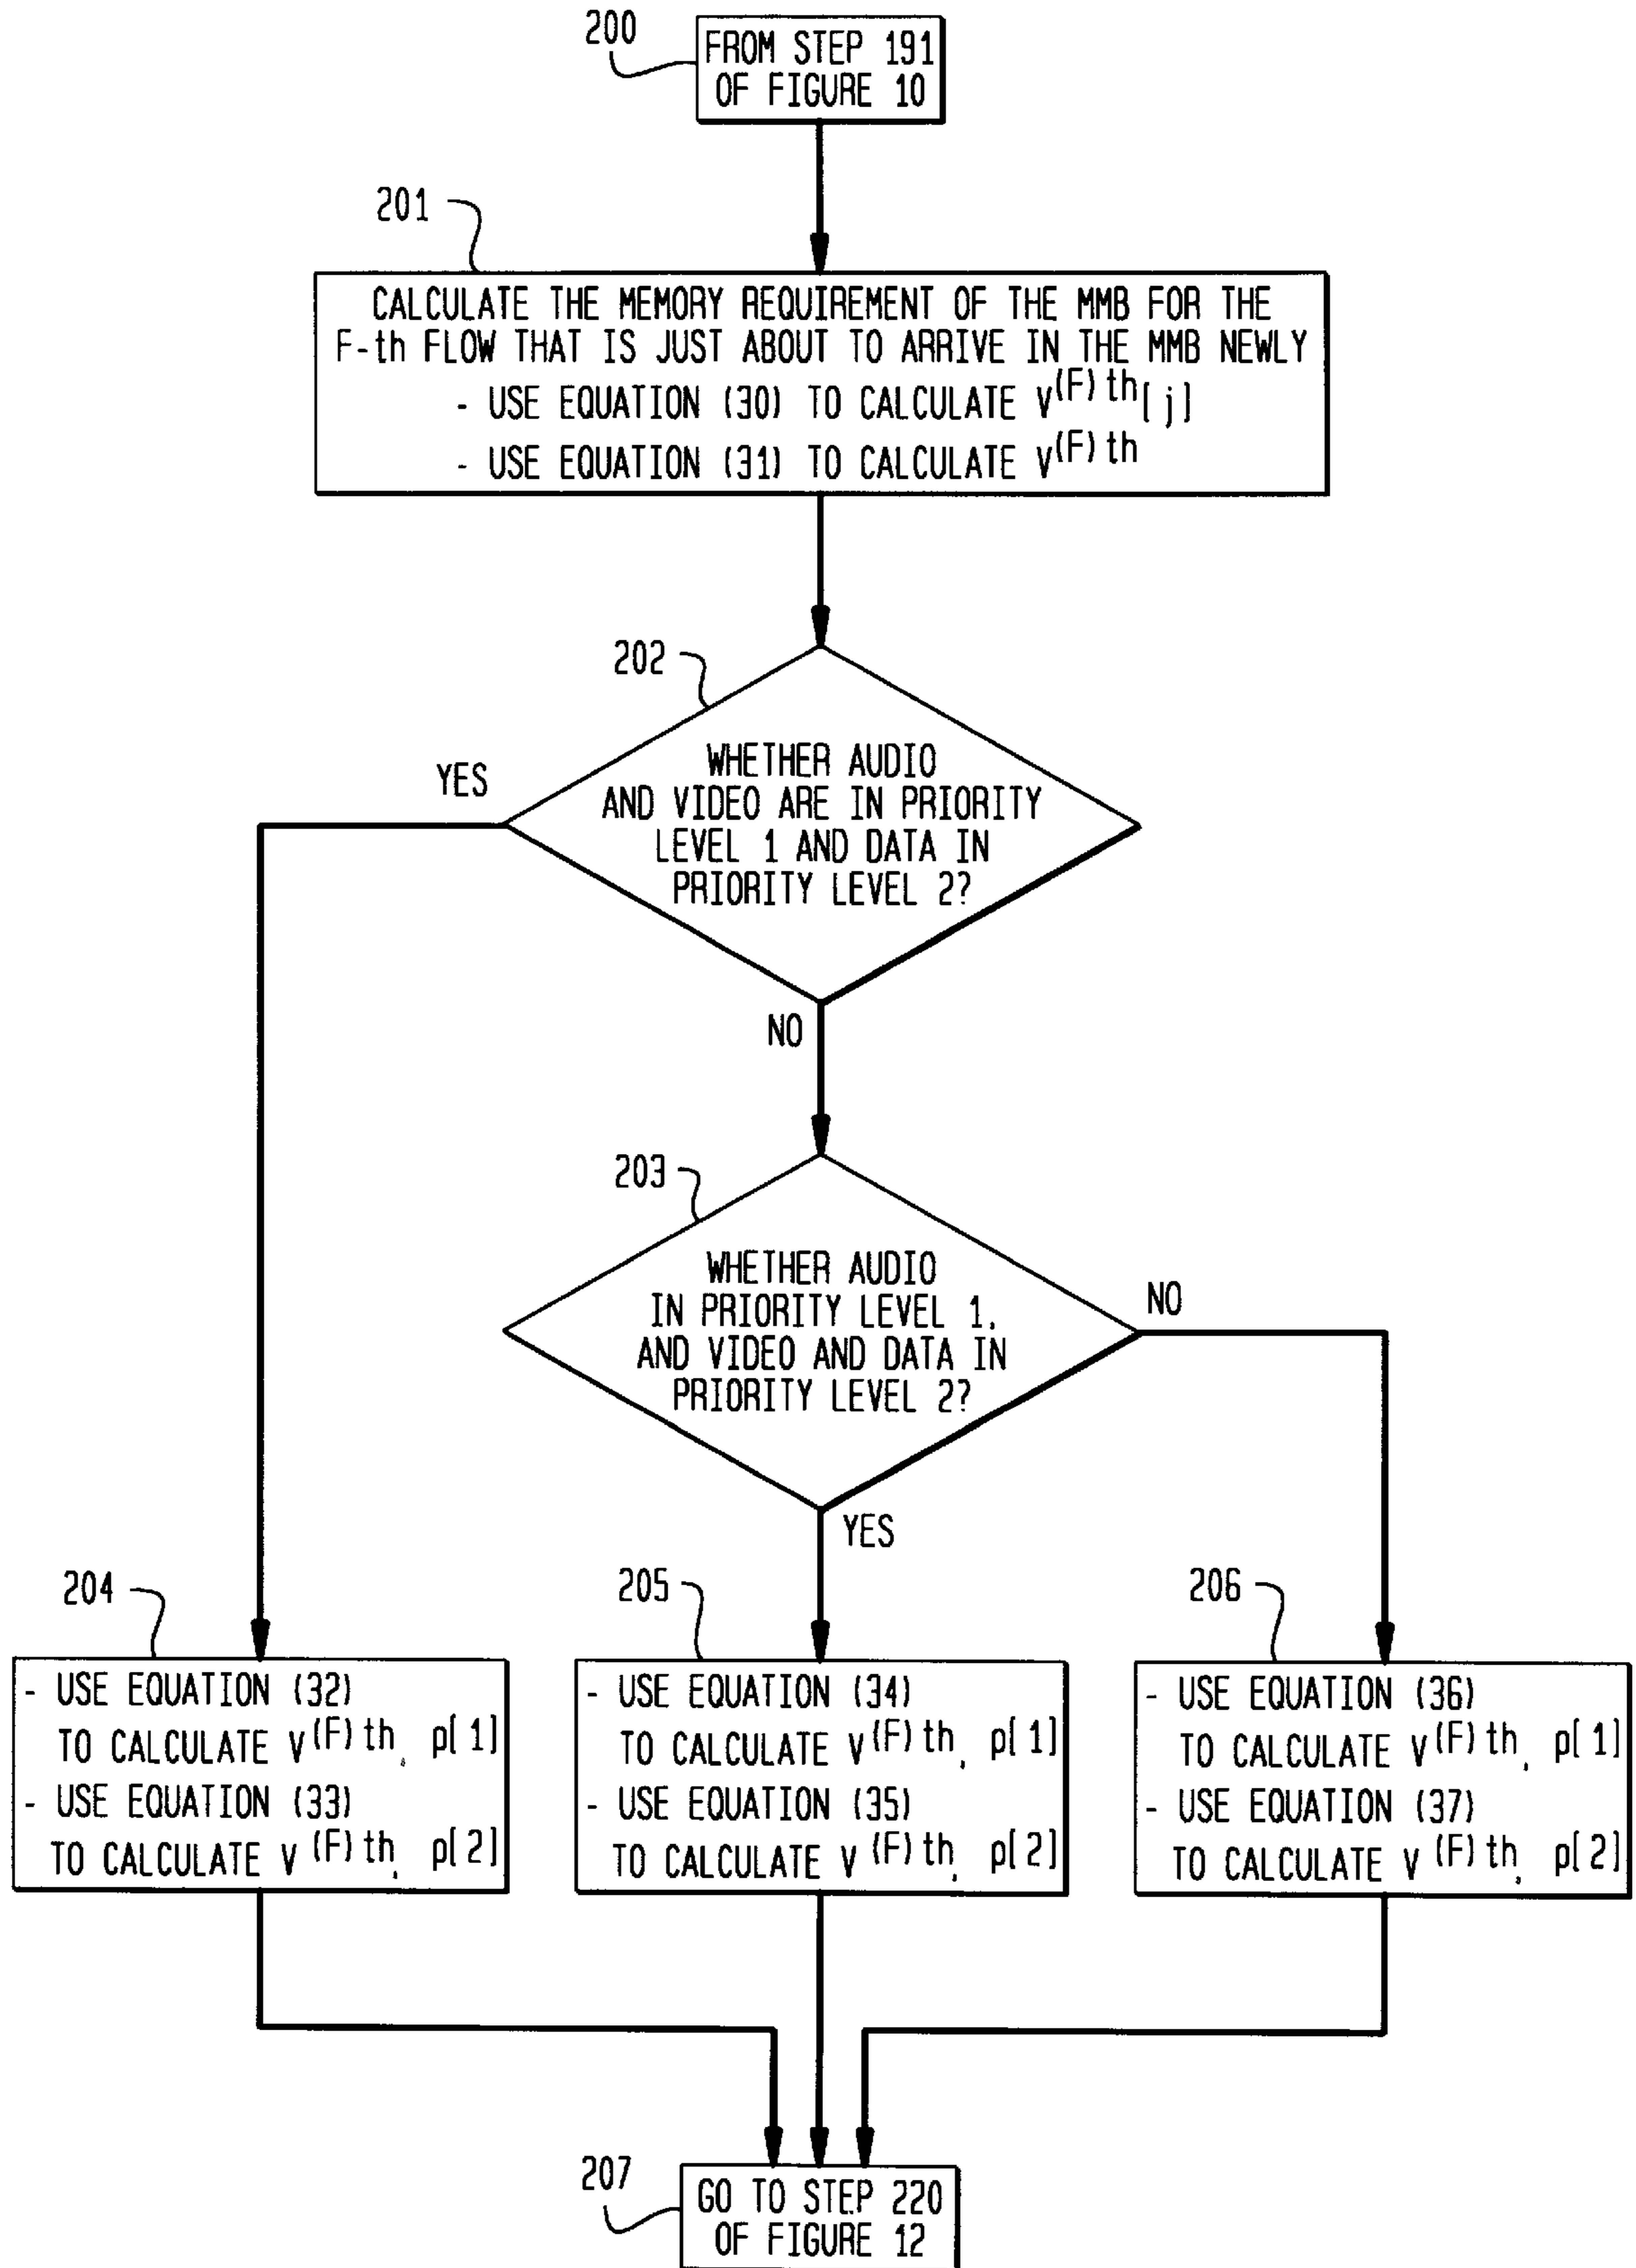 200
FROM STEP 191
OF FIGURE 10
201
CALCULATE THE MEMORY REQUIREMENT OF THE MMB FOR THE
F-th FLOW THAT IS JUST ABOUT TO ARRIVE IN THE MMB NEWLY
- USE EQUATION (30) TO CALCULATE V(F) th[j]
- USE EQUATION (31) TO CALCULATE V(F) th
202
WHETHER AUDIO
AND VIDEO ARE IN PRIORITY
LEVEL 1 AND DATA IN
PRIORITY LEVEL 2?
YES
NO
203
WHETHER AUDIO
IN PRIORITY LEVEL 1,
AND VIDEO AND DATA IN
PRIORITY LEVEL 2?
NO
YES
204
- USE EQUATION (32)
TO CALCULATE V(F) th, p[1]
- USE EQUATION (33)
TO CALCULATE V(F) th, p[2]
205
- USE EQUATION (34)
TO CALCULATE V(F) th, p[1]
- USE EQUATION (35)
TO CALCULATE V(F) th, p[2]
206
- USE EQUATION (36)
TO CALCULATE V(F) th, p[1]
- USE EQUATION (37)
TO CALCULATE V(F) th, p[2]
207
GO TO STEP 220
OF FIGURE 12